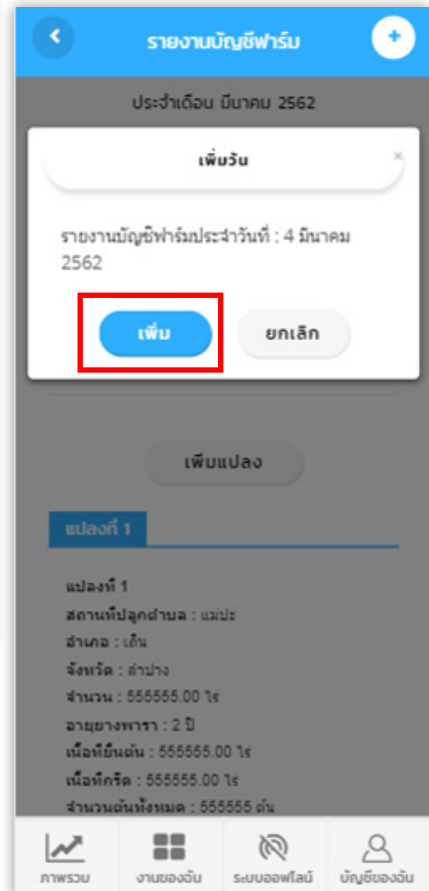 รายงานบัญชีฟาร์ม
ประจำเดือน มีนาคม 2562
เพิ่มวัน
รายงานบัญชีฟาร์มประจำวันที่ : 4 มีนาคม
2562
เพิ่ม ยกเลิก
เพิ่มแปลง
แปลงที่ 1
แปลงที่ 1
สถานที่ปลูกตำบล : แม่ปะ
อำเภอ : เถิน
จังหวัด : ลำปาง
จำนวน : 555555.00 ไร่
อายุยางพารา : 2 ปี
เนื้อที่ยืนต้น : 555555.00 ไร่
เนื้อที่กรีด : 555555.00 ไร่
จำนวนต้นทั้งหมด : 555555 ต้น
ภาพรวม งานของฉัน ระบบออฟไลน์ บัญชีของฉัน